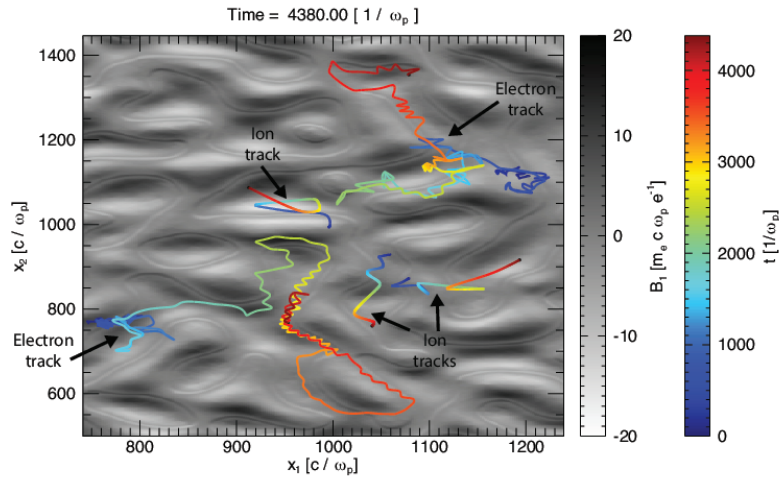 Time = 4380.00 [ 1 / ωp ]
1400
1200
1000
800
600
x2 [c / ωp]
800
900
1000
1100
1200
x1 [c / ωp]
Electron
track
Ion
track
Electron
track
Ion
tracks
20
10
0
-10
-20
B1 [me c ωp e-1]
4000
3000
2000
1000
0
t [1/ωp]